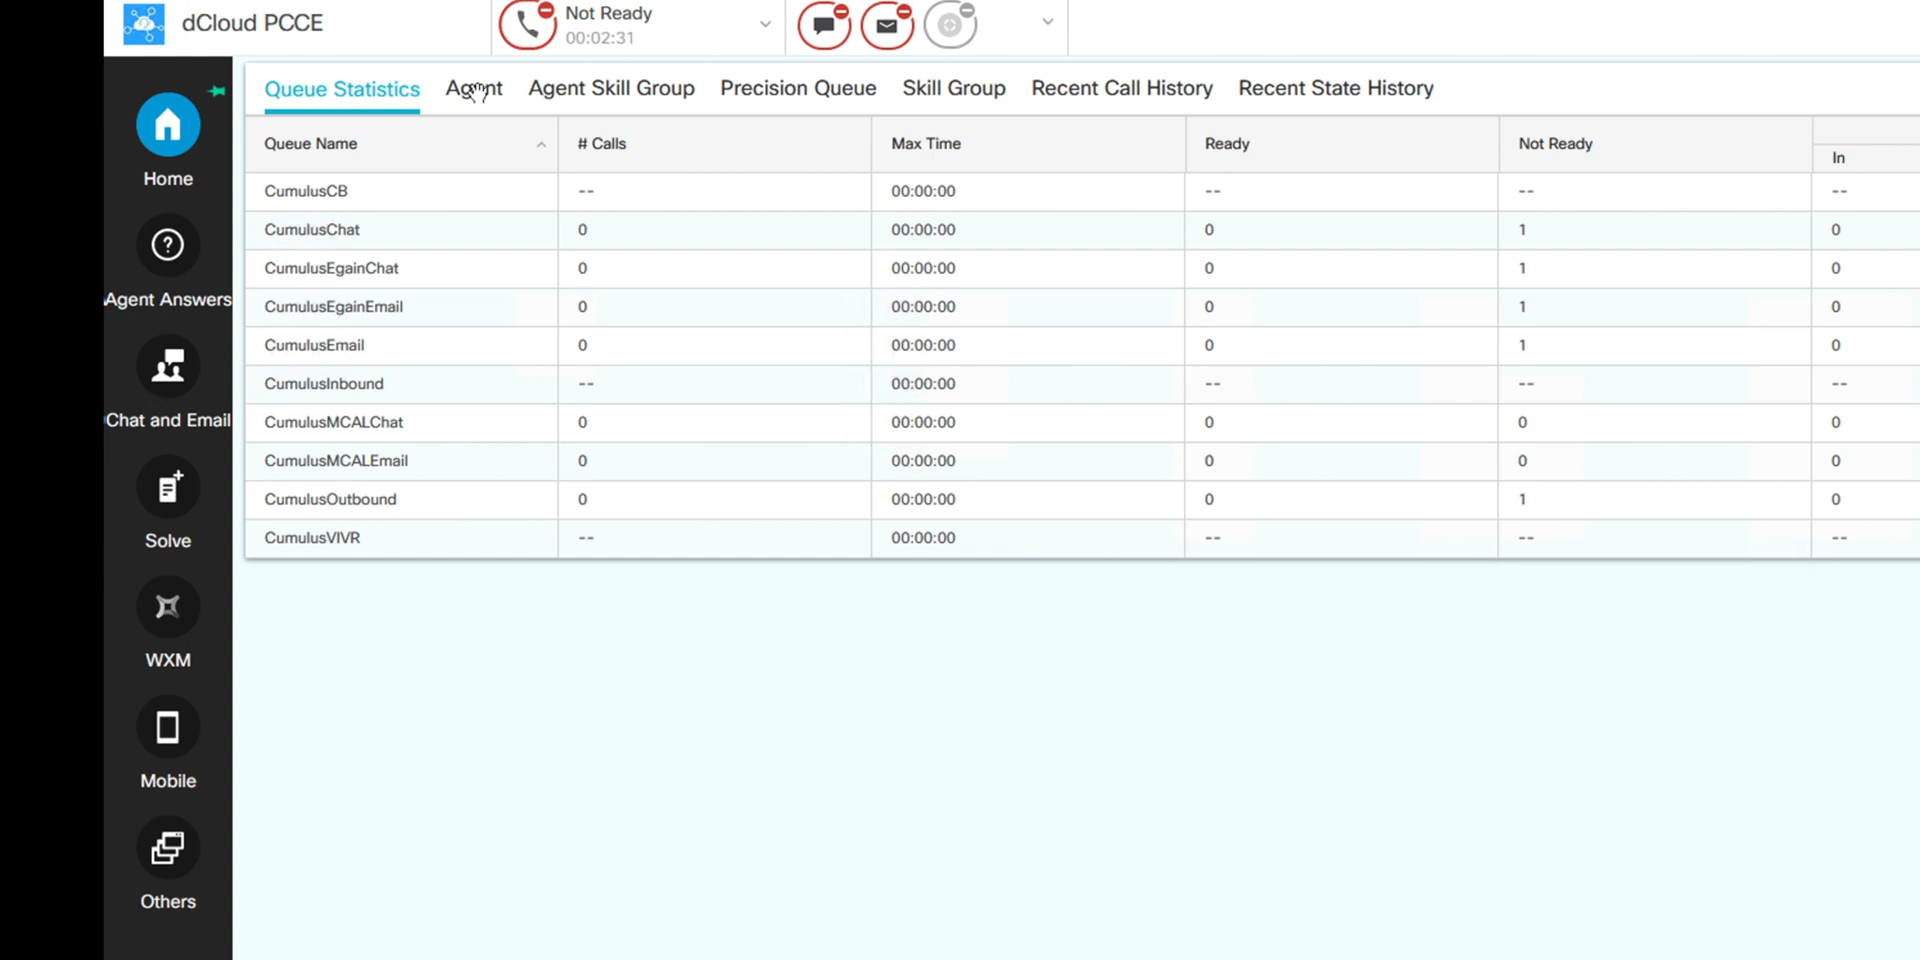 dCloud PCCE
Not Ready
00:02:31
Queue Statistics Agent Agent Skill Group Precision Queue Skill Group Recent Call History Recent State History
Queue Name # Calls Max Time Ready Not Ready In
CumulusCB -- 00:00:00 -- -- --
CumulusChat 0 00:00:00 0 1 0
CumulusEgainChat 0 00:00:00 0 1 0
CumulusEgainEmail 0 00:00:00 0 1 0
CumulusEmail 0 00:00:00 0 1 0
CumulusInbound -- 00:00:00 -- -- --
CumulusMCALChat 0 00:00:00 0 0 0
CumulusMCALEmail 0 00:00:00 0 0 0
CumulusOutbound 0 00:00:00 0 1 0
CumulusVIVR -- 00:00:00 -- -- --
Home
Agent Answers
Chat and Email
Solve
WXM
Mobile
Others